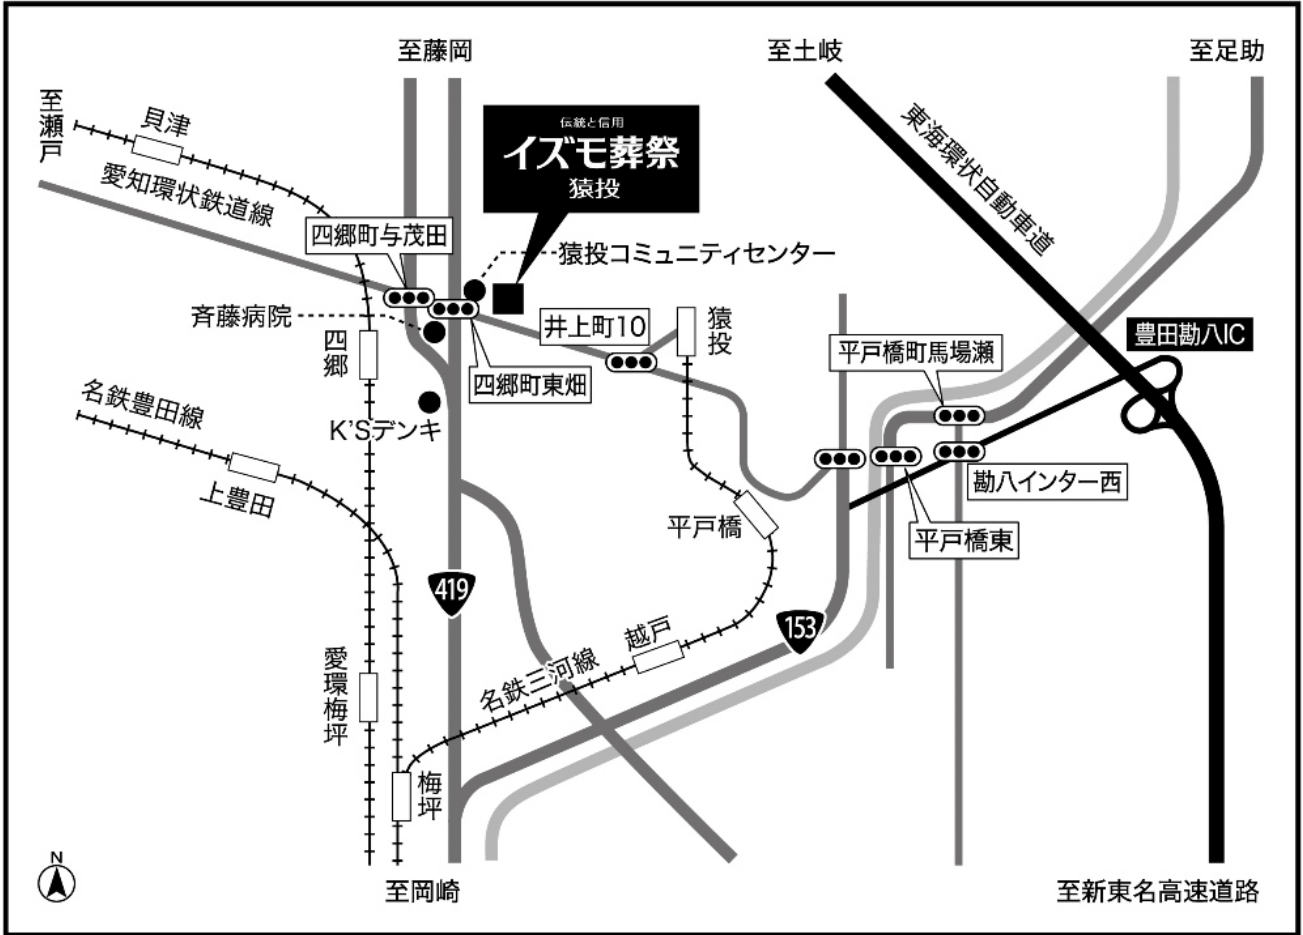 至藤岡
至土岐
至足助
至瀬戸
貝津
愛知環状鉄道線
伝統と信用
イズモ葬祭
猿投
東海環状自動車道
四郷町与茂田
猿投コミュニティセンター
斉藤病院
四郷
井上町10
猿投
平戸橋町馬場瀬
豊田勘八IC
四郷町東畑
名鉄豊田線
K'Sデンキ
上豊田
勘八インター西
平戸橋
平戸橋東
419
153
越戸
名鉄三河線
愛環梅坪
梅坪
N
至岡崎
至新東名高速道路